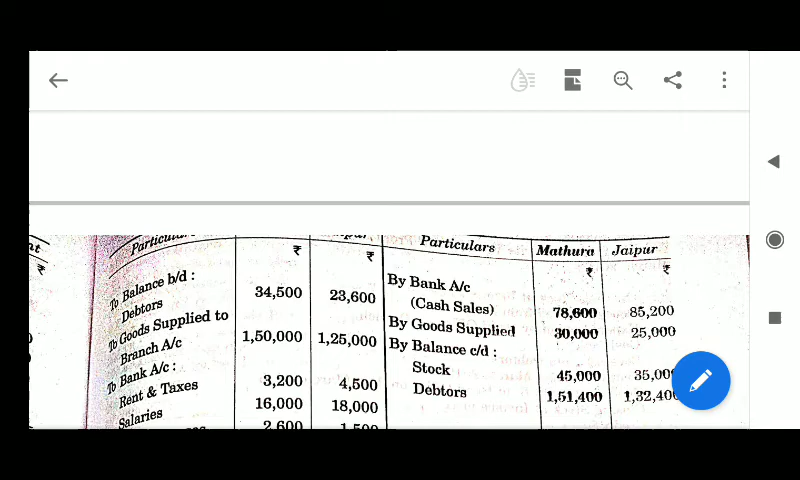 Particulars Mathura Jaipur
₹ ₹ ₹ ₹ ₹
To Balance b/d :
Debtors 34,500 23,600
To Goods Supplied to
Branch A/c 1,50,000 1,25,000
To Bank A/c :
Rent & Taxes 3,200 4,500
Salaries 16,000 18,000
2,600
By Bank A/c
(Cash Sales) 78,600 85,200
By Goods Supplied 30,000 25,000
By Balance c/d :
Stock 45,000
Debtors 1,51,400